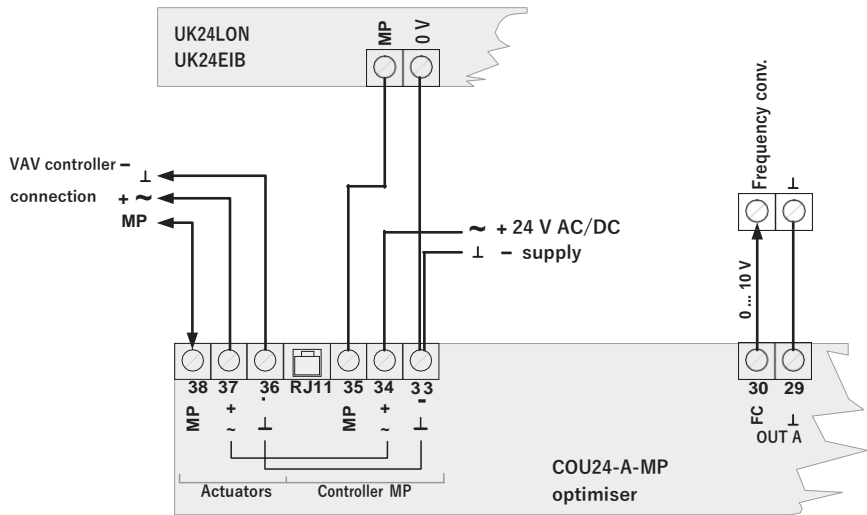 UK24LON
UK24EIB
MP
0 V
VAV controller – ⊥
connection + ~
MP
~ + 24 V AC/DC
⊥ – supply
Frequency conv.
⊥
0 ... 10 V
38 37 36 RJ11 35 34 33
MP + ~ - ⊥ MP + ~ - ⊥
Actuators Controller MP
30 29
FC ⊥
OUT A
COU24-A-MP
optimiser